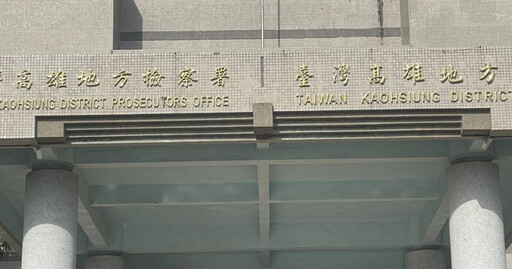 高雄地方檢察署
KAOHSIUNG DISTRICT PROSECUTORS OFFICE
臺灣高雄地方
TAIWAN KAOHSIUNG DISTRICT